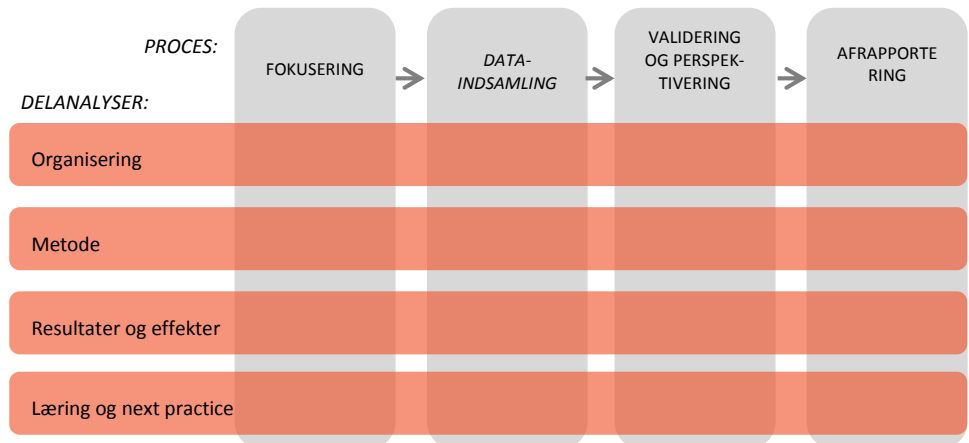 PROCES:
FOKUSERING
DATA-
INDSAMLING
VALIDERING
OG PERSPEK-
TIVERING
AFRAPPORTE
RING
DELANALYSER:
Organisering
Metode
Resultater og effekter
Læring og next practice